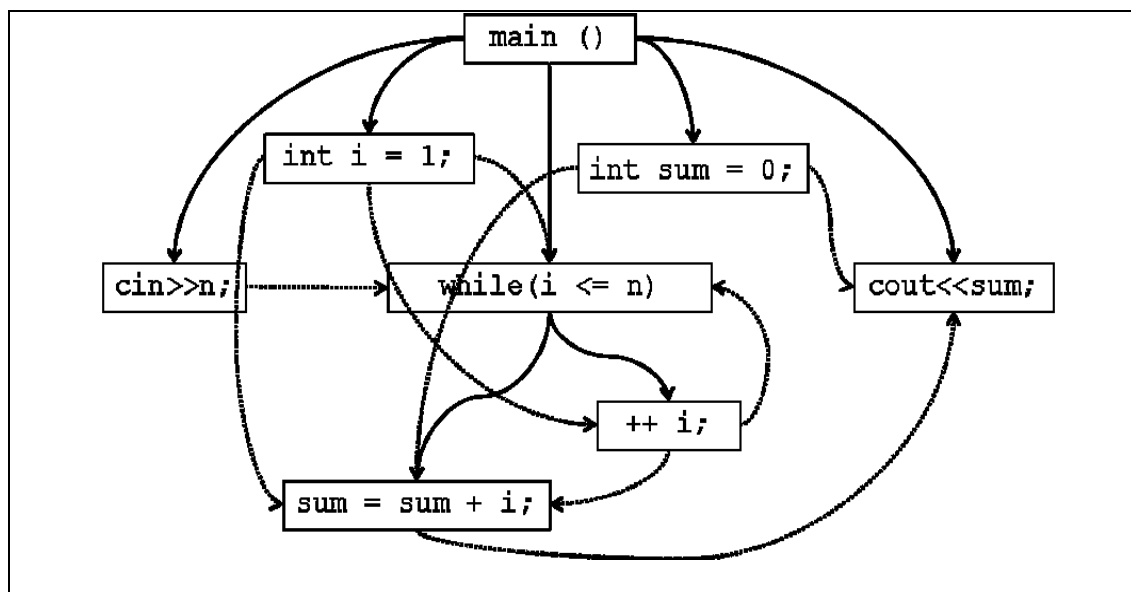 main ()
int i = 1;
int sum = 0;
cin>>n;
while(i <= n)
cout<<sum;
++ i;
sum = sum + i;